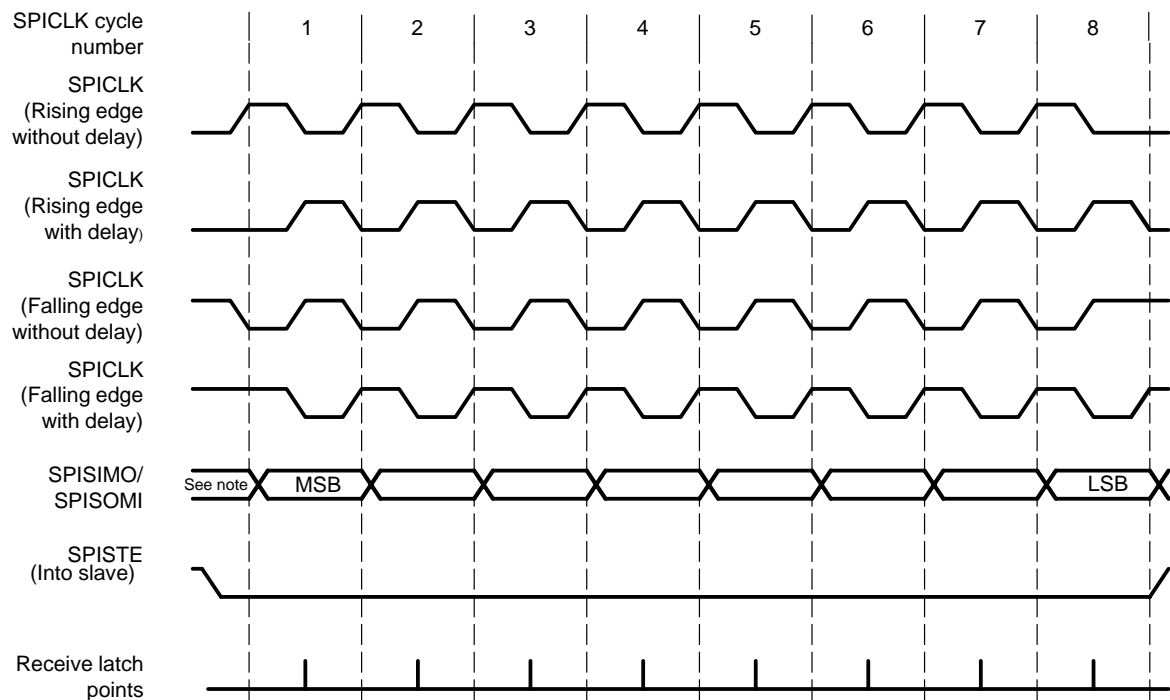 SPICLK cycle
number
1 2 3 4 5 6 7 8
SPICLK
(Rising edge
without delay)
SPICLK
(Rising edge
with delay)
SPICLK
(Falling edge
without delay)
SPICLK
(Falling edge
with delay)
SPISIMO/
SPISOMI
See note MSB LSB
SPISTE
(Into slave)
Receive latch
points